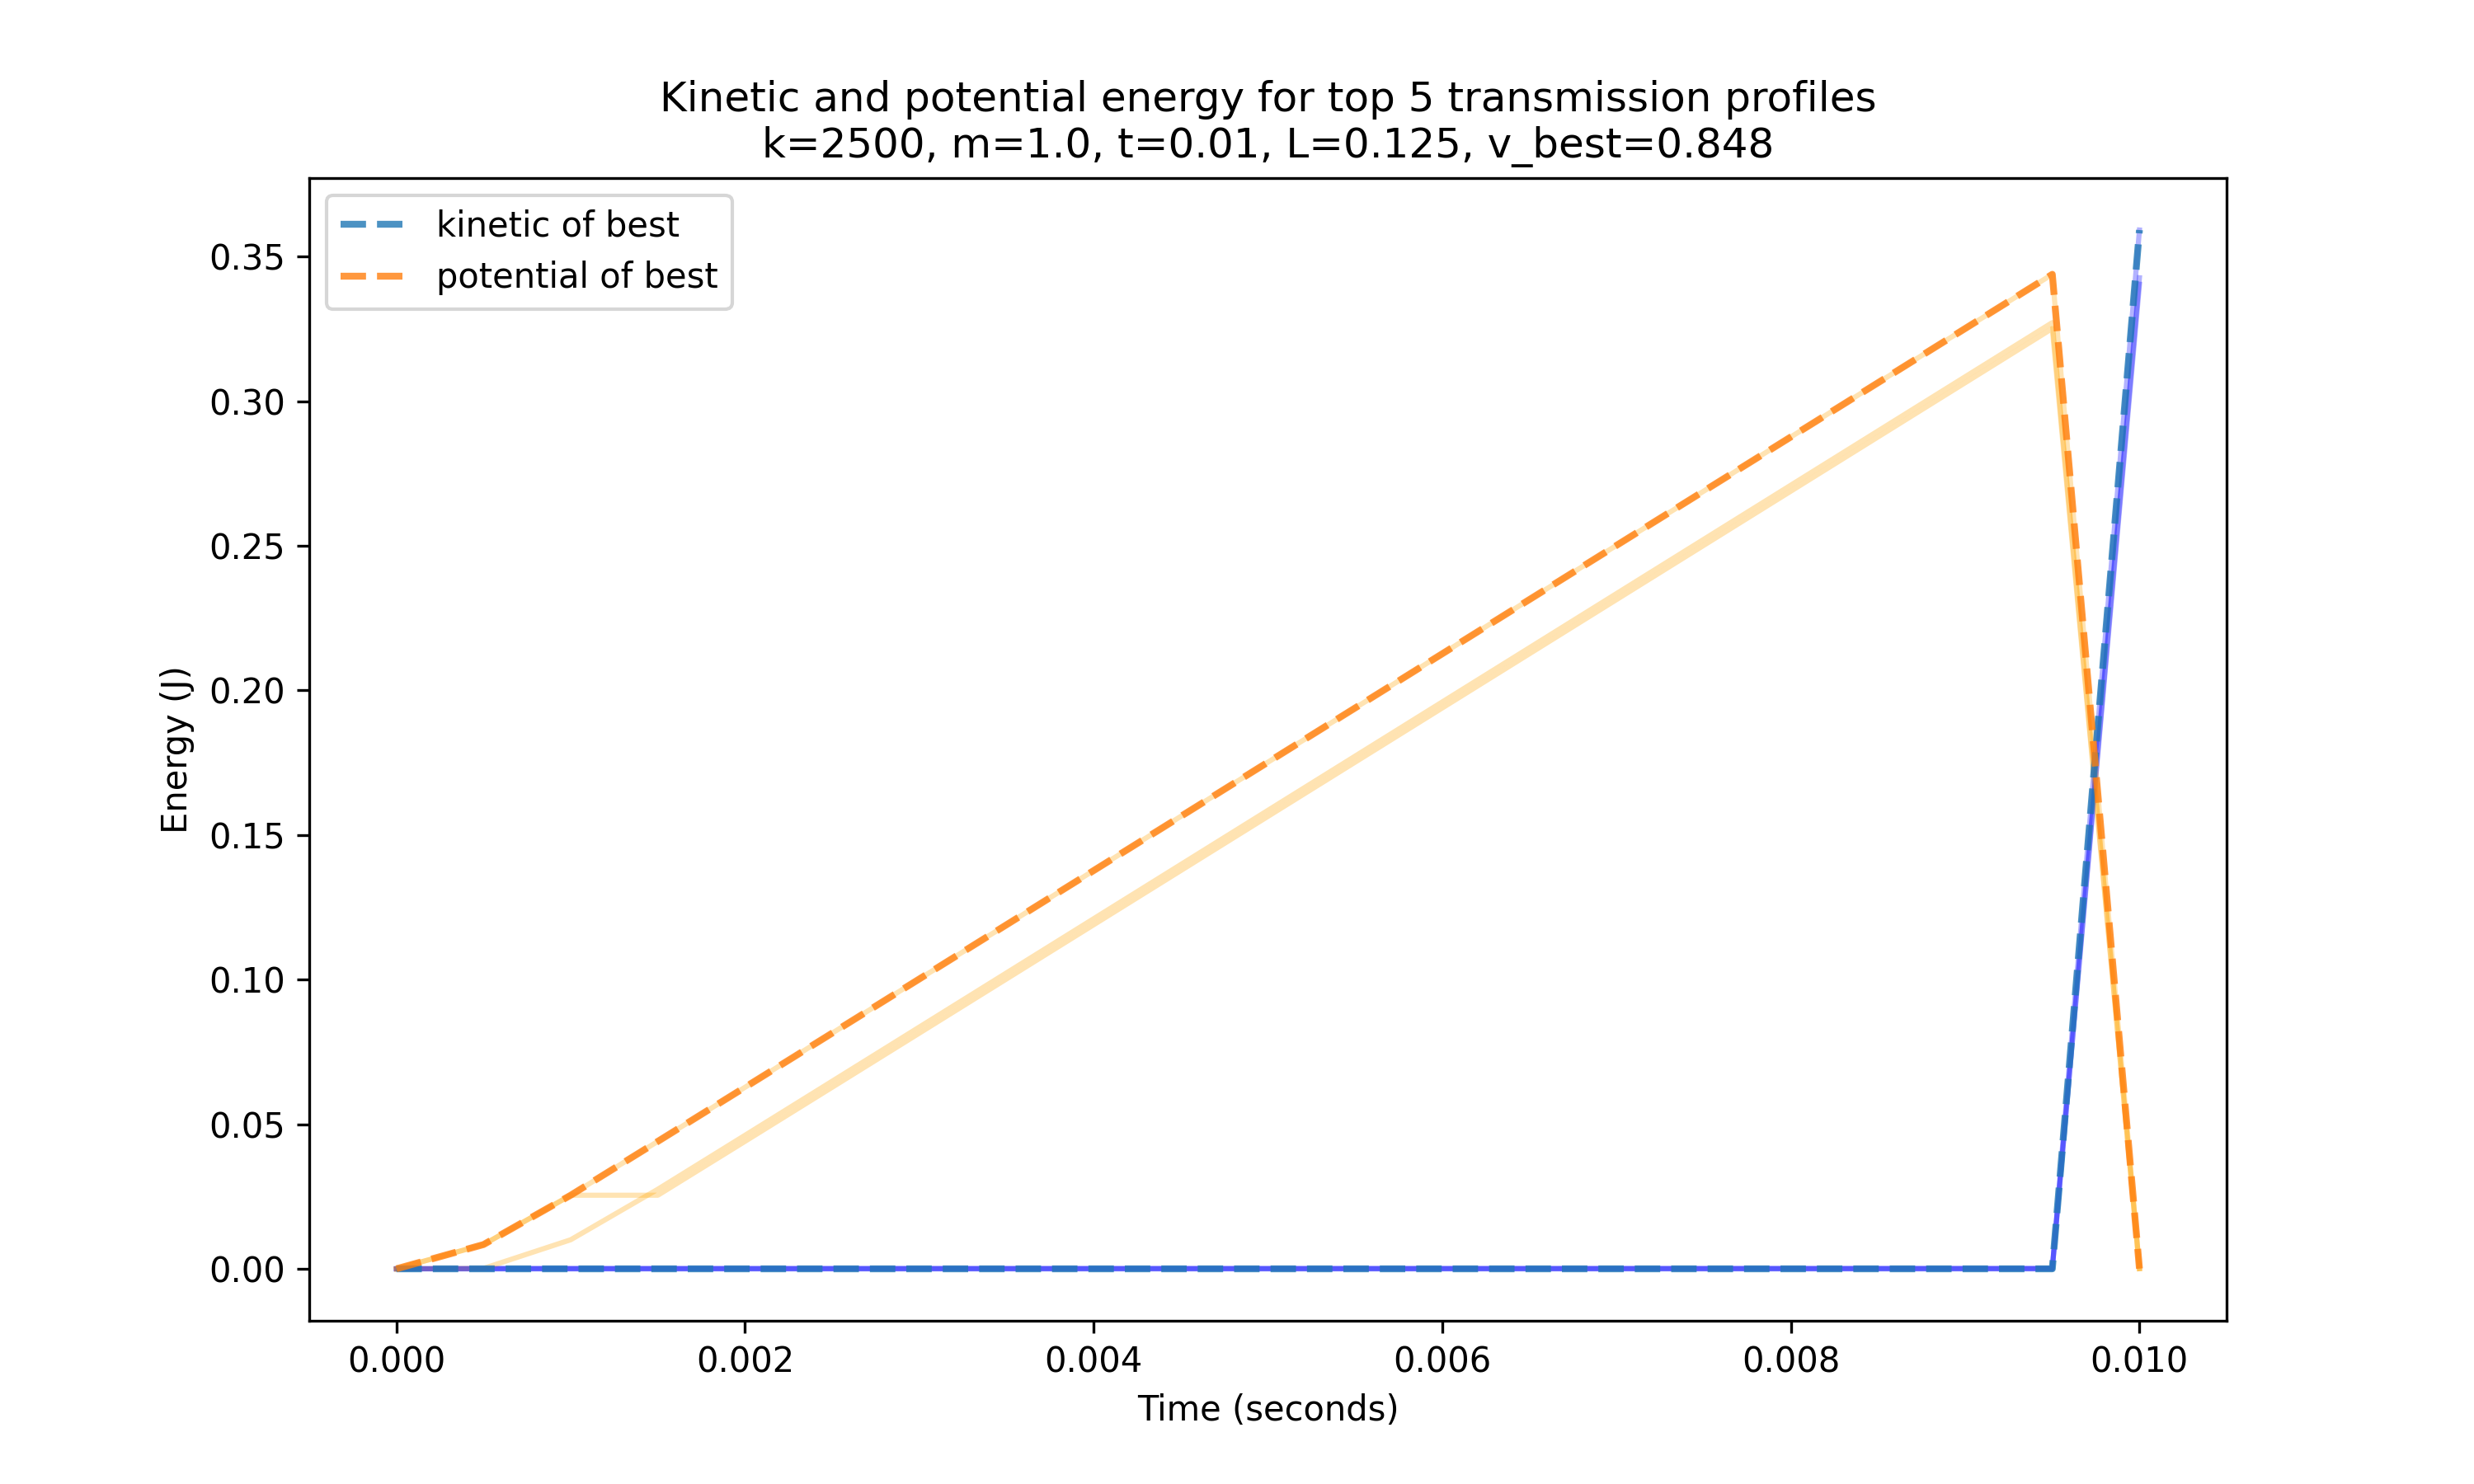 Kinetic and potential energy for top 5 transmission profiles
k=2500, m=1.0, t=0.01, L=0.125, v_best=0.848
kinetic of best
potential of best
0.35
0.30
0.25
0.20
0.15
0.10
0.05
0.00
Energy (J)
0.000 0.002 0.004 0.006 0.008 0.010
Time (seconds)